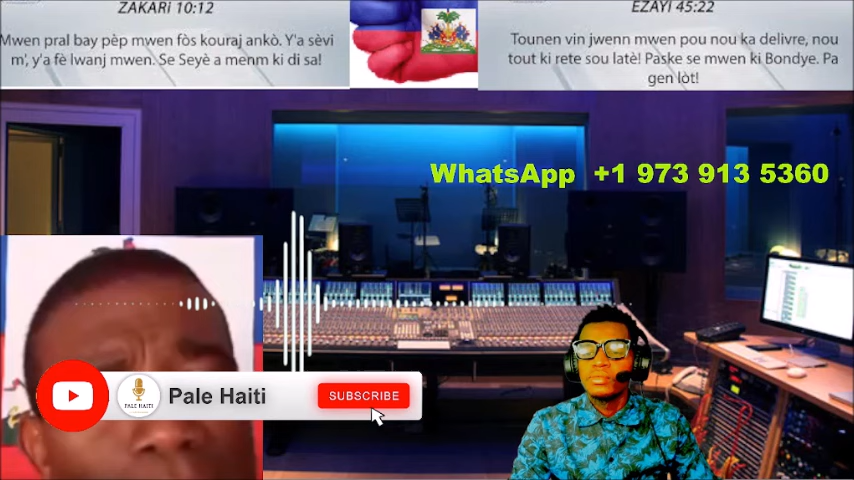 ZAKARi 10:12
Mwen pral bay pèp mwen fòs kouraj ankò. Y'a sèvi
m', y'a fè lwanj mwen. Se Seyè a menm ki di sa!
EZAYI 45:22
Tounen vin jwenn mwen pou nou ka delivre, nou
tout ki rete sou latè! Paske se mwen ki Bondye. Pa
gen lòt!
WhatsApp +1 973 913 5360
PALE HAITI
Pale Haiti
SUBSCRIBE